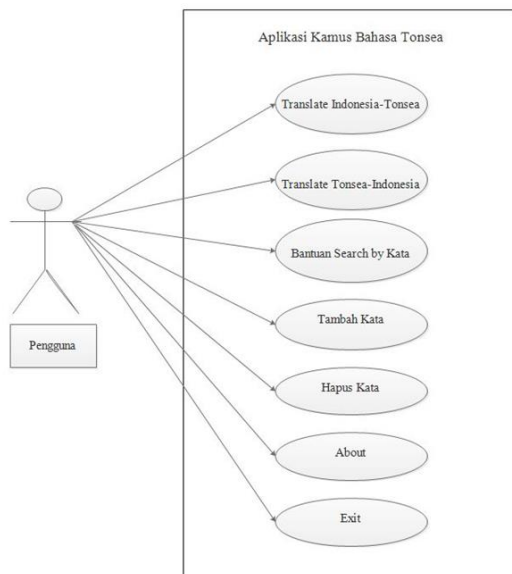 Aplikasi Kamus Bahasa Tonsea
Translate Indonesia-Tonsea
Translate Tonsea-Indonesia
Bantuan Search by Kata
Tambah Kata
Pengguna
Hapus Kata
About
Exit